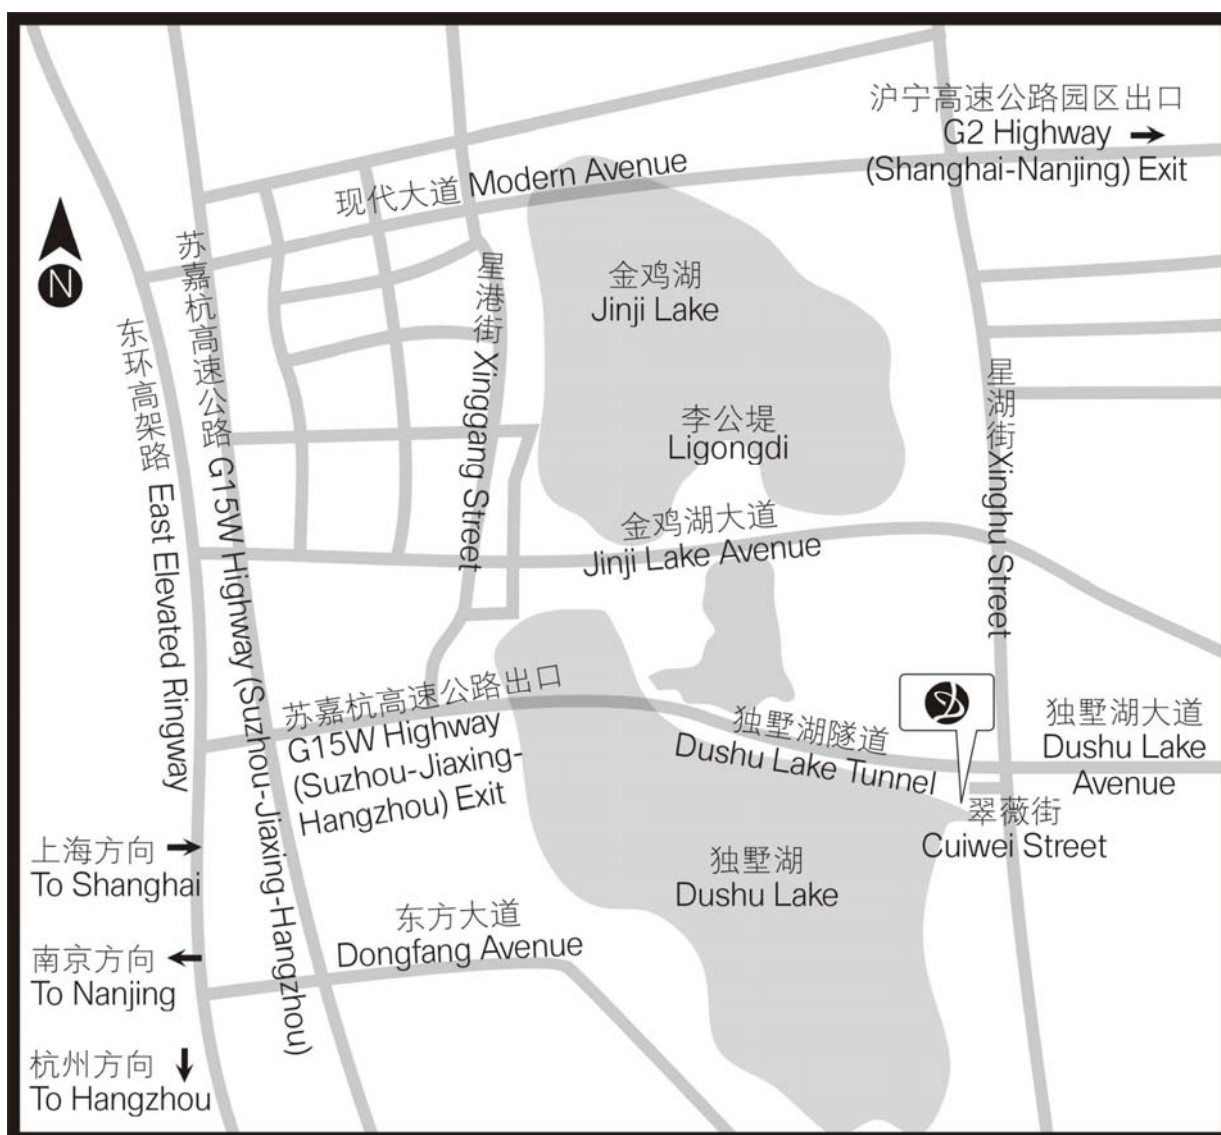 沪宁高速公路园区出口
G2 Highway
(Shanghai-Nanjing) Exit
现代大道 Modern Avenue
金鸡湖
Jinji Lake
N
苏嘉杭高速公路 G15W Highway (Suzhou-Jiaxing-Hangzhou)
东环高架路 East Elevated Ringway
星港街 Xinggang Street
星湖街 Xinghu Street
李公堤
Ligongdi
金鸡湖大道
Jinji Lake Avenue
苏嘉杭高速公路出口
G15W Highway
(Suzhou-Jiaxing-
Hangzhou) Exit
独墅湖隧道
Dushu Lake Tunnel
独墅湖大道
Dushu Lake
Avenue
翠薇街
Cuiwei Street
独墅湖
Dushu Lake
东方大道
Dongfang Avenue
上海方向
To Shanghai
南京方向
To Nanjing
杭州方向
To Hangzhou